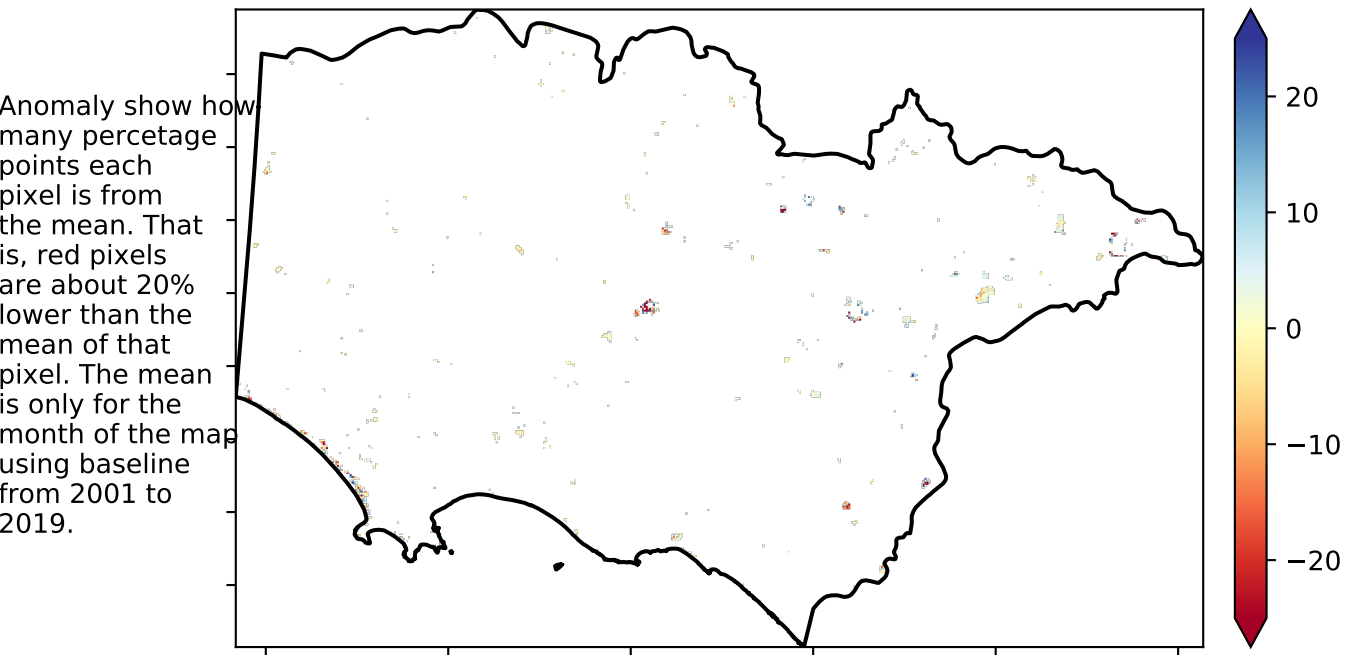 Anomaly show how
many percetage
points each
pixel is from
the mean. That
is, red pixels
are about 20%
lower than the
mean of that
pixel. The mean
is only for the
month of the map
using baseline
from 2001 to
2019.
20
10
0
−10
−20